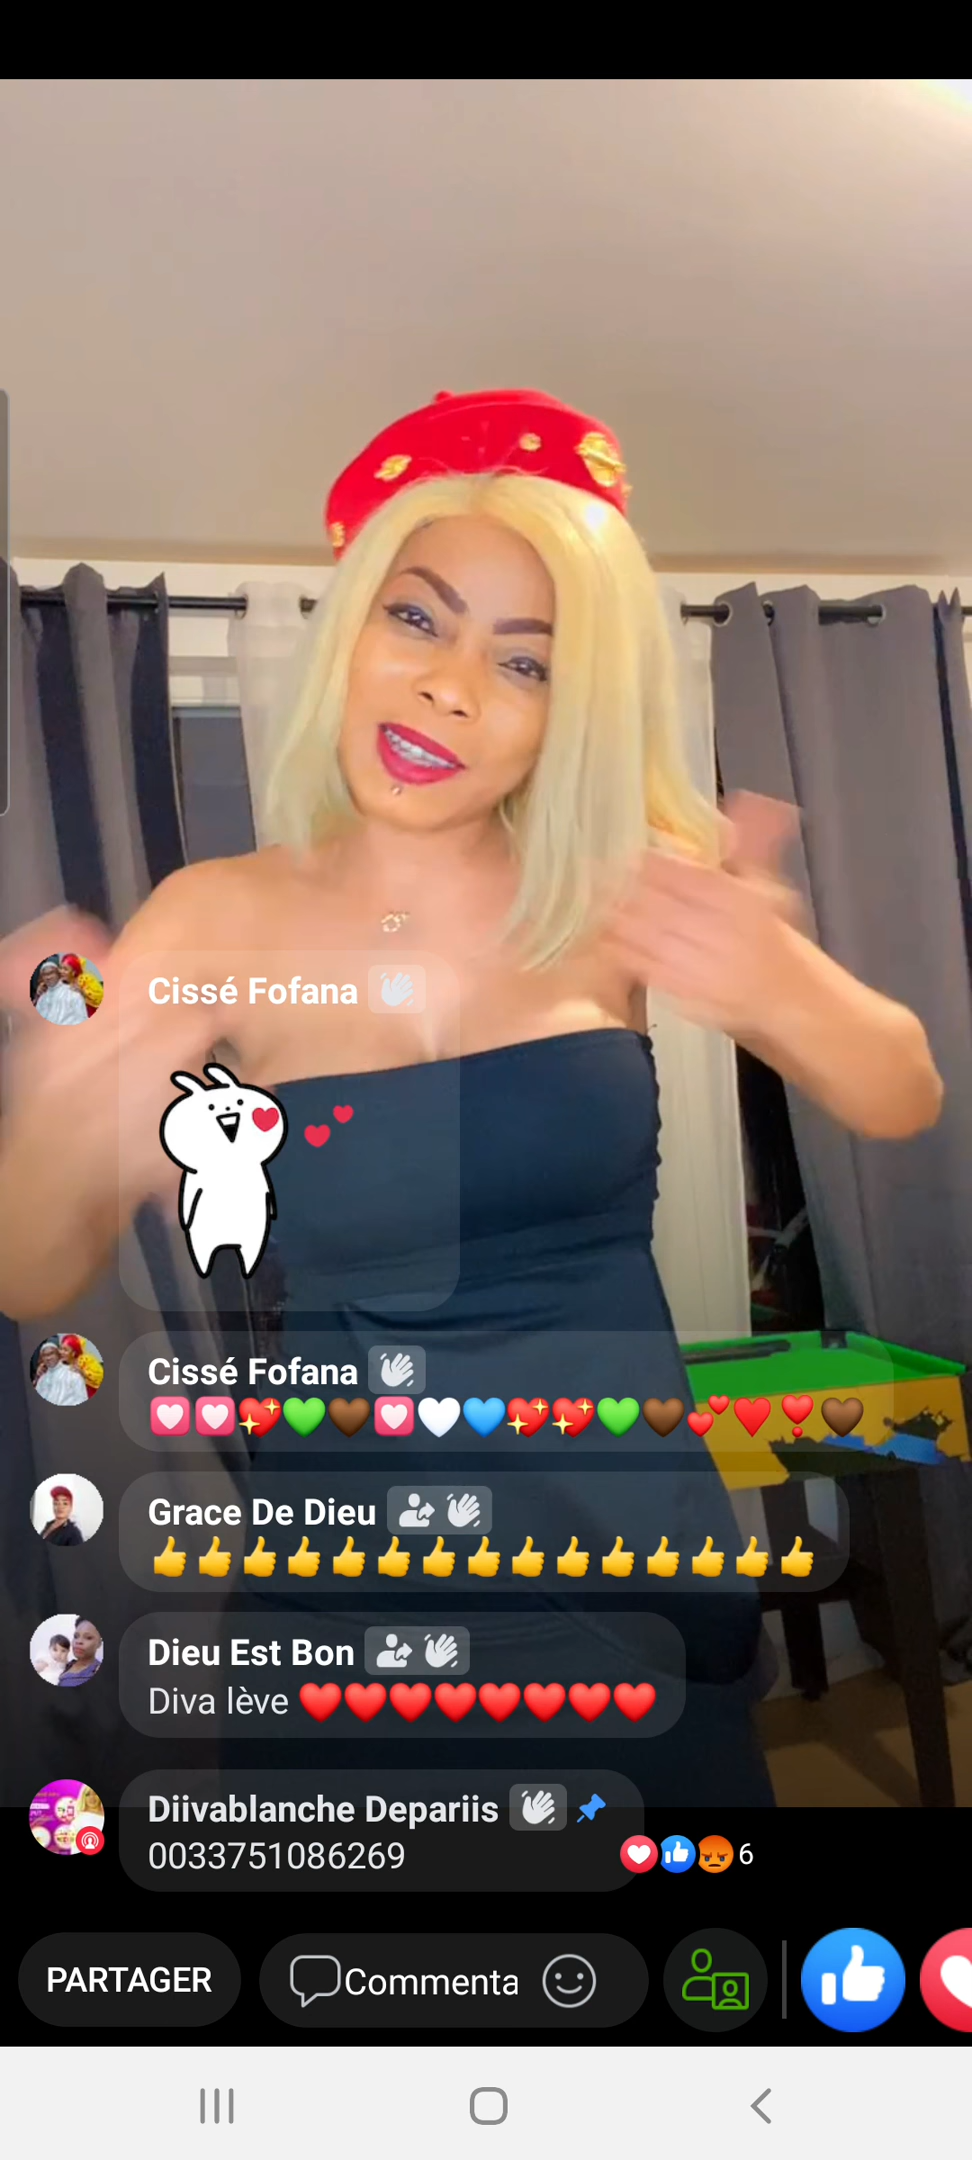 Cissé Fofana
Cissé Fofana
Grace De Dieu
Dieu Est Bon
Diva lève ❤️❤️❤️❤️❤️❤️❤️❤️
Diivablanche Depariis
0033751086269
6
PARTAGER
Commenta